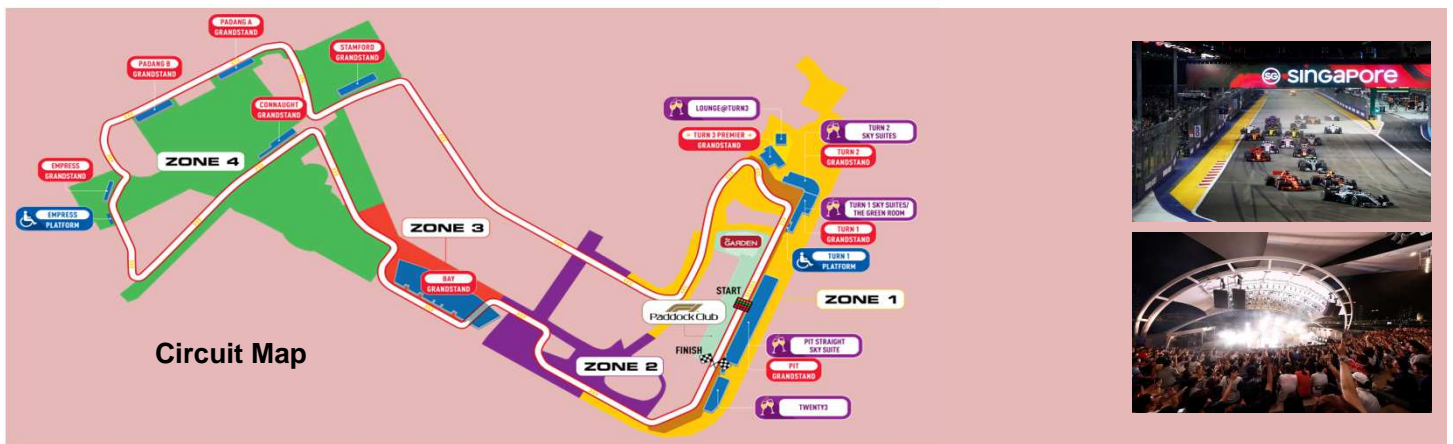 PADANG A
GRANDSTAND
STAMFORD
GRANDSTAND
PADANG B
GRANDSTAND
CONNAUGHT
GRANDSTAND
ZONE 4
EMPRESS
GRANDSTAND
EMPRESS
PLATFORM
ZONE 3
BAY
GRANDSTAND
LOUNGE@TURN3
TURN 3 PREMIER
GRANDSTAND
TURN 2
SKY SUITES
TURN 2
GRANDSTAND
TURN 1 SKY SUITES/
THE GREEN ROOM
TURN 1
GRANDSTAND
TURN 1
PLATFORM
GARDEN
START
ZONE 1
F1
Paddock Club
FINISH
PIT STRAIGHT
SKY SUITE
PIT
GRANDSTAND
ZONE 2
TWENTY3
Circuit Map
SG SINGAPORE